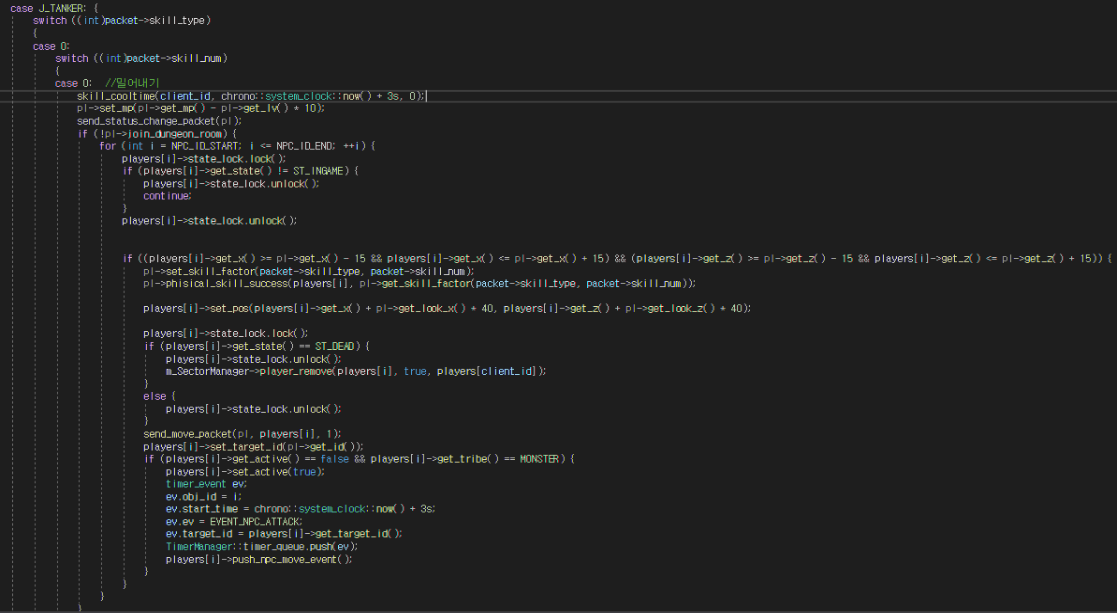 case J_TANKER: {
switch ((int)packet->skill_type)
{
case 0:
switch ((int)packet->skill_num)
{
case 0:  //밀어내기
skill_cooltime(client_id, chrono::system_clock::now() + 3s, 0);
pl->set_mp(pl->get_mp() - pl->get_lv() * 10);
send_status_change_packet(pl);
if (!pl->join_dungeon_room) {
for (int i = NPC_ID_START; i <= NPC_ID_END; ++i) {
players[i]->state_lock.lock();
if (players[i]->get_state() != ST_INGAME) {
players[i]->state_lock.unlock();
continue;
}
players[i]->state_lock.unlock();
if ((players[i]->get_x() >= pl->get_x() - 15 && players[i]->get_x() <= pl->get_x() + 15) && (players[i]->get_z() >= pl->get_z() - 15 && players[i]->get_z() <= pl->get_z() + 15)) {
pl->set_skill_factor(packet->skill_type, packet->skill_num);
pl->phisical_skill_success(players[i], pl->get_skill_factor(packet->skill_type, packet->skill_num));
players[i]->set_pos(players[i]->get_x() + pl->get_look_x() * 40, players[i]->get_z() + pl->get_look_z() * 40);
players[i]->state_lock.lock();
if (players[i]->get_state() == ST_DEAD) {
players[i]->state_lock.unlock();
m_SectorManager->player_remove(players[i], true, players[client_id]);
}
else {
players[i]->state_lock.unlock();
}
send_move_packet(pl, players[i], 1);
players[i]->set_target_id(pl->get_id());
if (players[i]->get_active() == false && players[i]->get_tribe() == MONSTER) {
players[i]->set_active(true);
timer_event ev;
ev.obj_id = i;
ev.start_time = chrono::system_clock::now() + 3s;
ev.ev = EVENT_NPC_ATTACK;
ev.target_id = players[i]->get_target_id();
TimerManager::timer_queue.push(ev);
players[i]->push_npc_move_event();
}
}
}
}